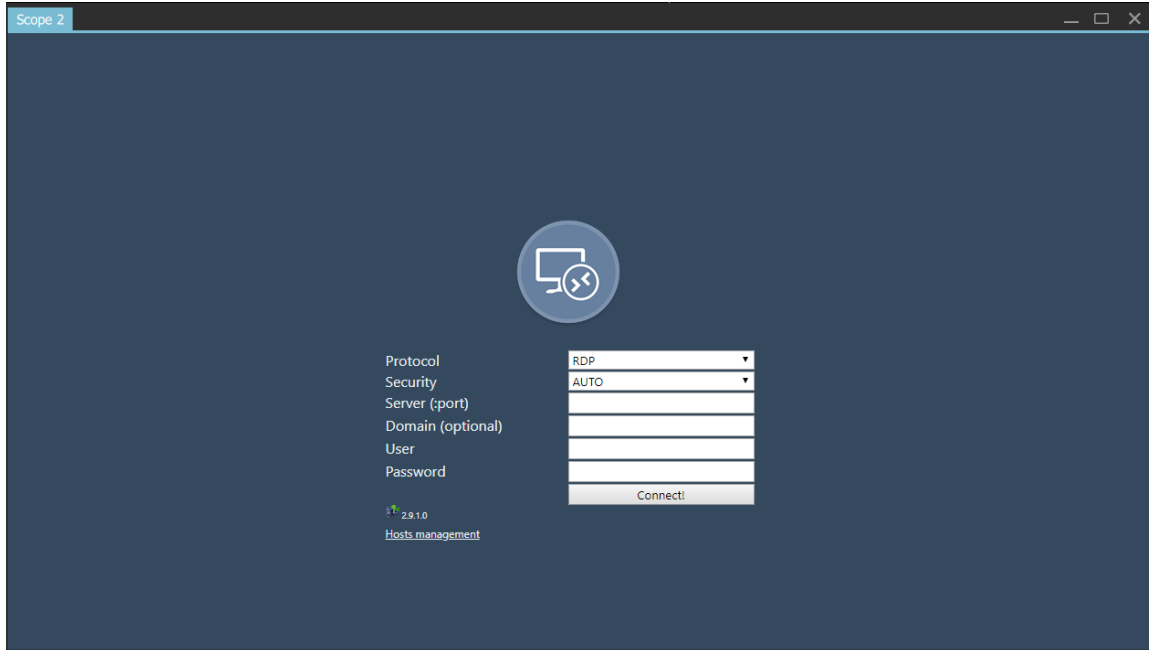 Scope 2
Protocol RDP
Security AUTO
Server (:port)
Domain (optional)
User
Password
Connect!
2.9.1.0
Hosts management